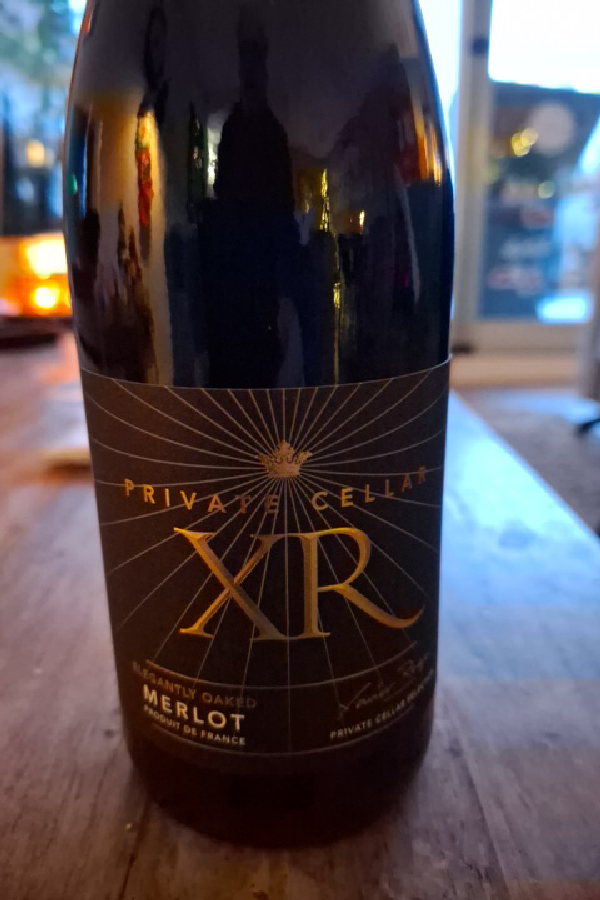 PRIVATE CELLAR
XR
ELEGANTLY OAKED
MERLOT
PRODUIT DE FRANCE
PRIVATE CELLAR